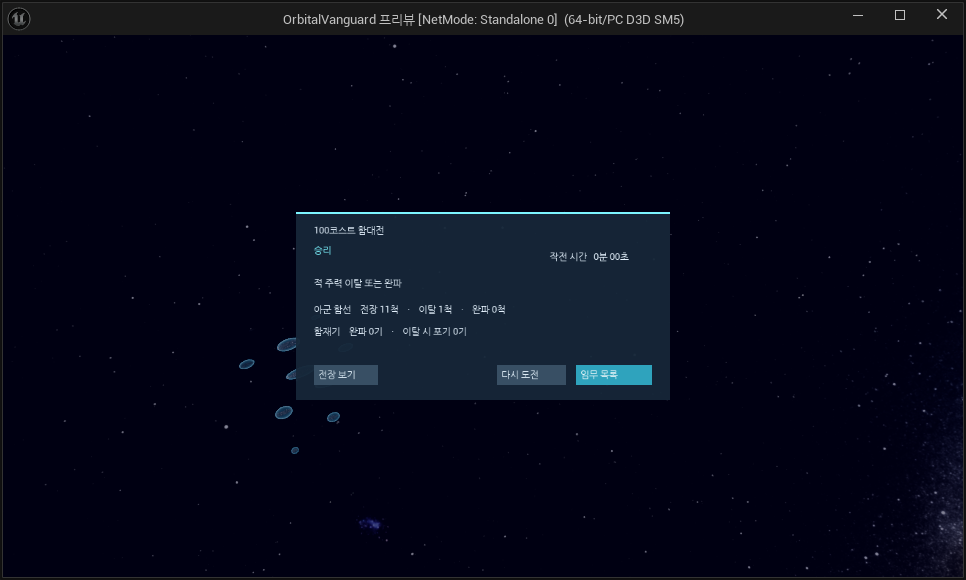 OrbitalVanguard 프리뷰 [NetMode: Standalone 0] (64-bit/PC D3D SM5)
100코스트 함대전
승리
작전 시간 0분 00초
적 주력 이탈 또는 완파
아군 함선 전장 11척 · 이탈 1척 · 완파 0척
함재기 완파 0기 · 이탈 시 포기 0기
전장 보기 다시 도전 임무 목록